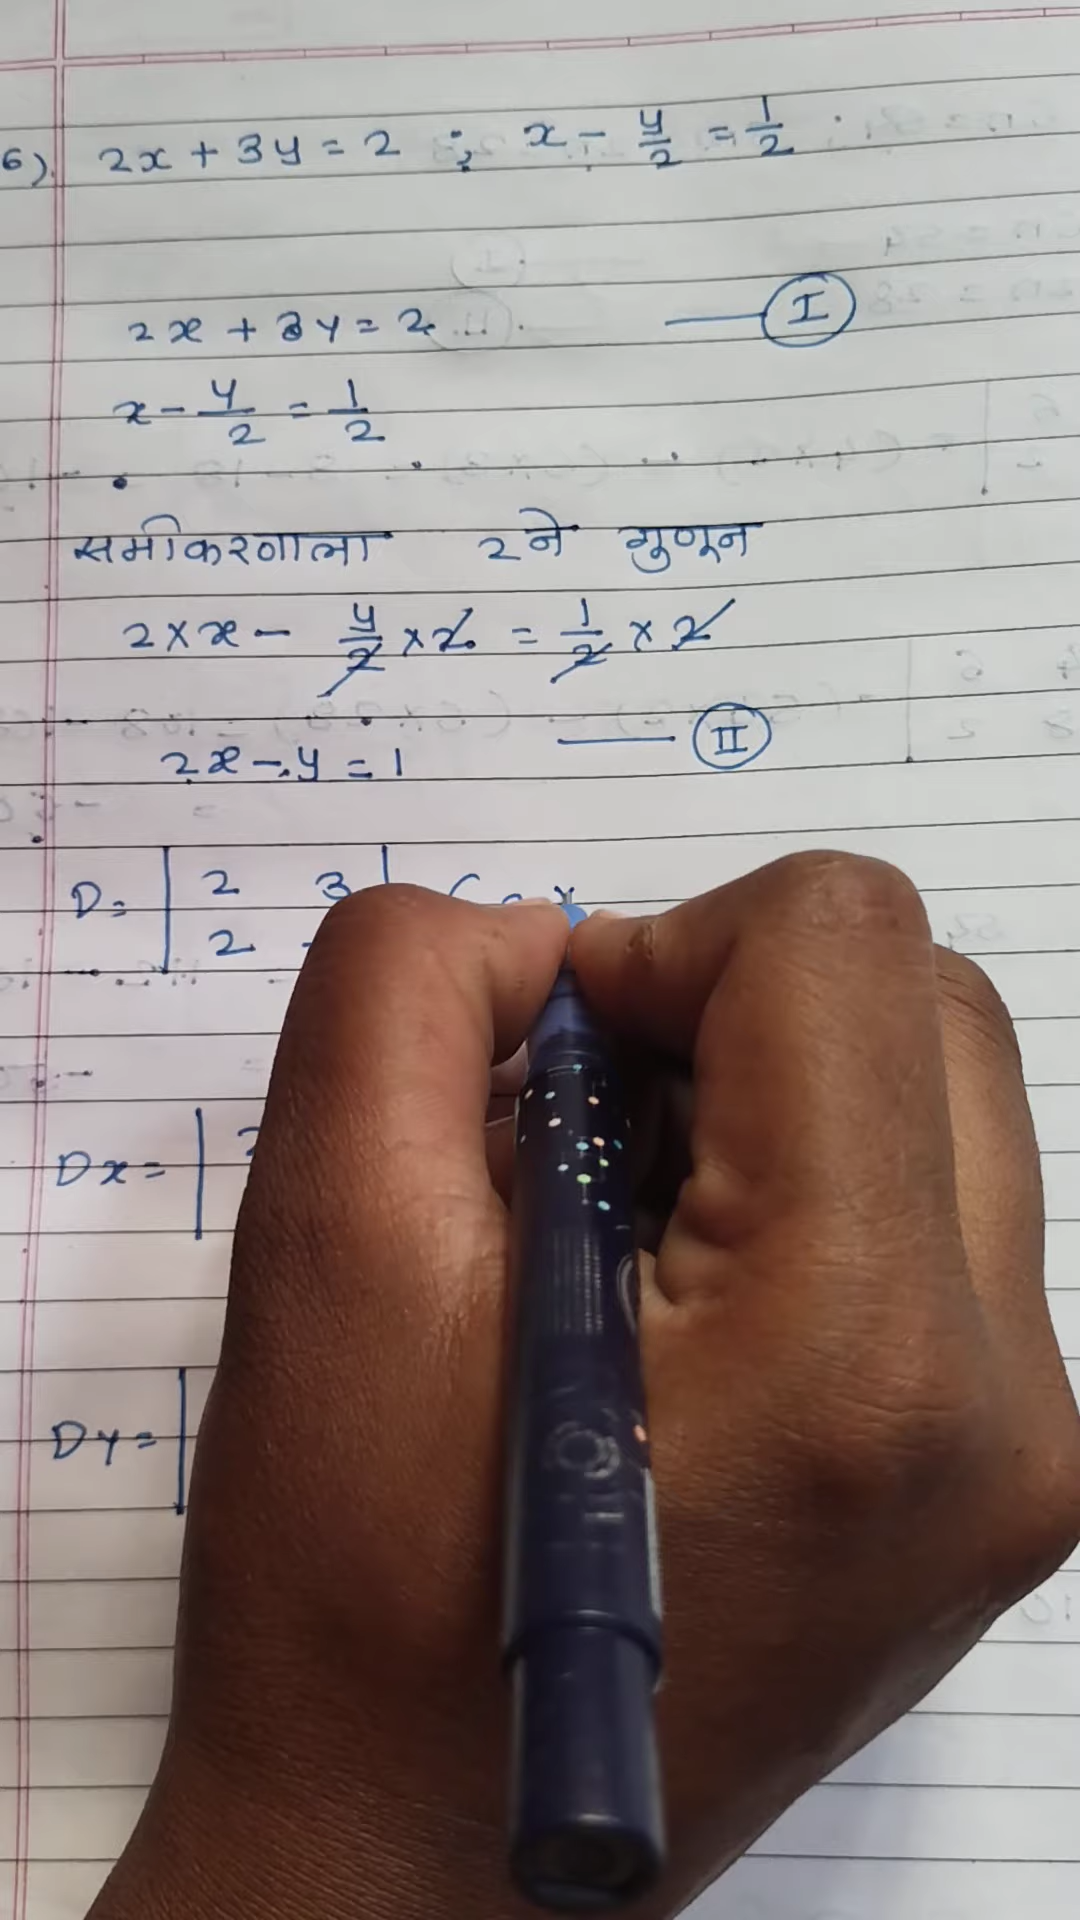 6) 2x + 3y = 2 ; x - y/2 = 1/2
2x + 3y = 2 — I
x - y/2 = 1/2
समीकरणाला 2ने गुणून
2 × x - y/2 × 2 = 1/2 × 2
2x - y = 1 — II
D = | 2 3 |
2
Dx = |
Dy = |